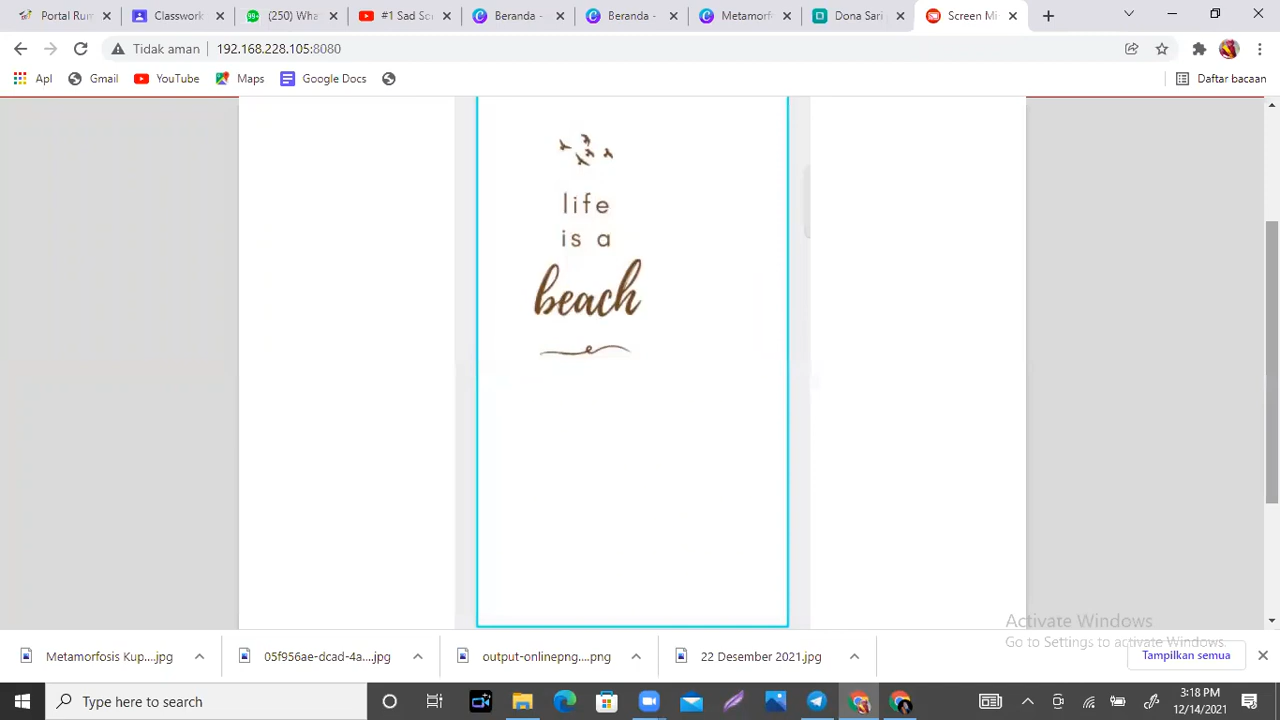 Portal Rum
Classwork
(250) Wha
#1 Sad Sc
Beranda -
Beranda -
Metamorf
Dona Sari
Screen Mi
Tidak aman
192.168.228.105:8080
Apl
Gmail
YouTube
Maps
Google Docs
Daftar bacaan
life
is a
beach
Activate Windows
Go to Settings to activate Windows.
Metamorfosis Kup....jpg
05f956ae-dcad-4a....jpg
output-onlinepng....png
22 Desember 2021.jpg
Tampilkan semua
Type here to search
3:18 PM
12/14/2021